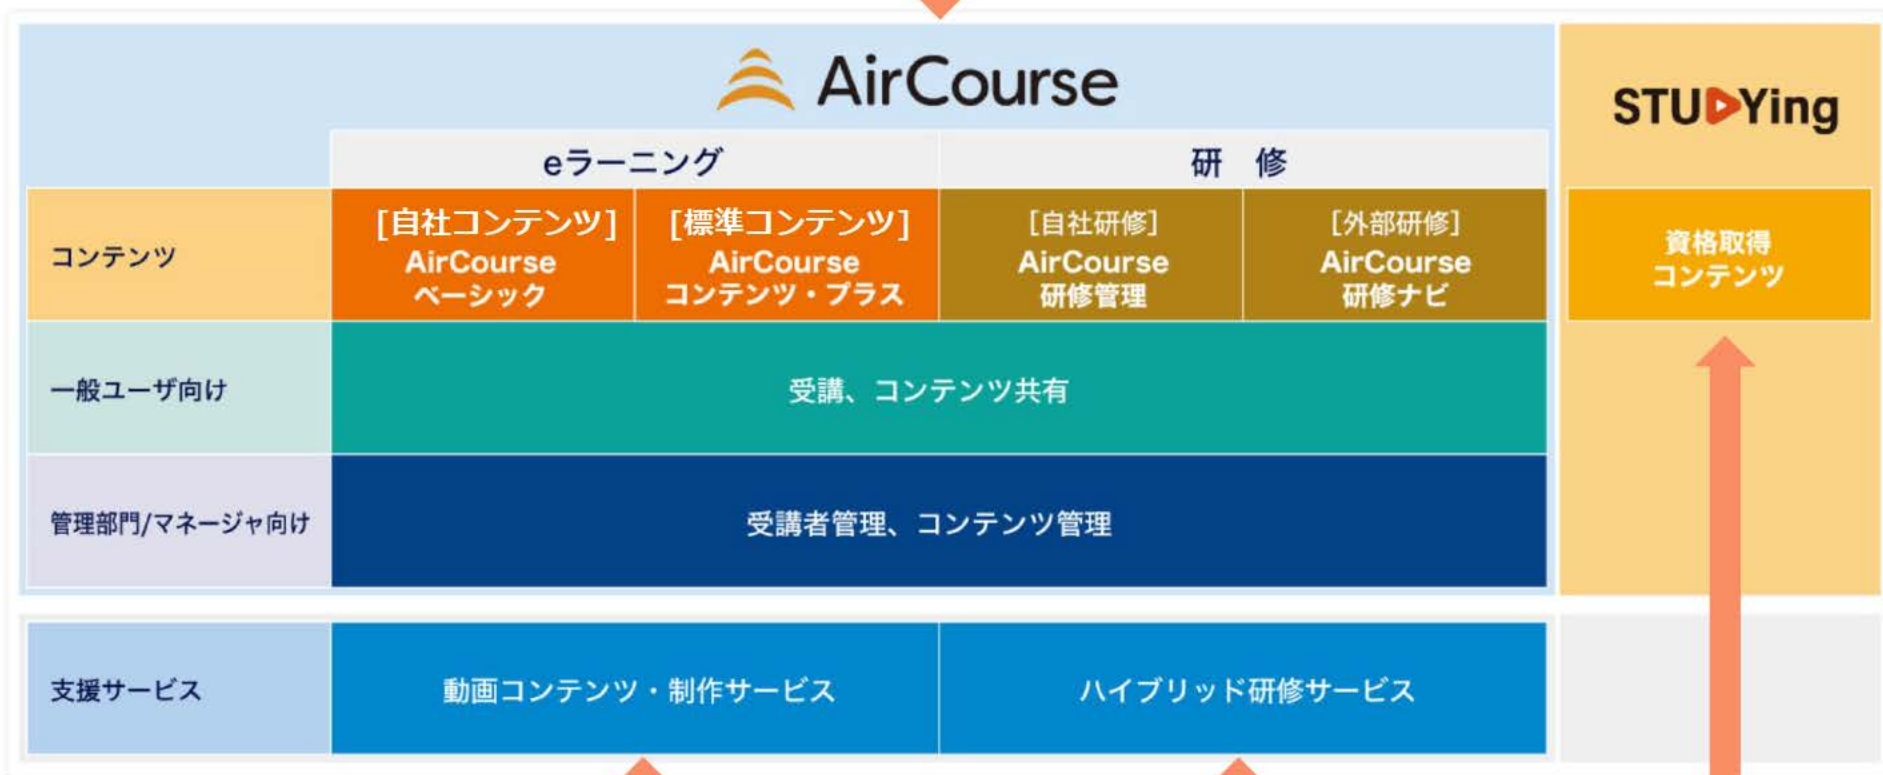 AirCourse
STUDYing
eラーニング
研 修
コンテンツ
[自社コンテンツ]
AirCourse
ベーシック
[標準コンテンツ]
AirCourse
コンテンツ・プラス
[自社研修]
AirCourse
研修管理
[外部研修]
AirCourse
研修ナビ
資格取得
コンテンツ
一般ユーザ向け
受講、コンテンツ共有
管理部門/マネージャ向け
受講者管理、コンテンツ管理
支援サービス
動画コンテンツ・制作サービス
ハイブリッド研修サービス